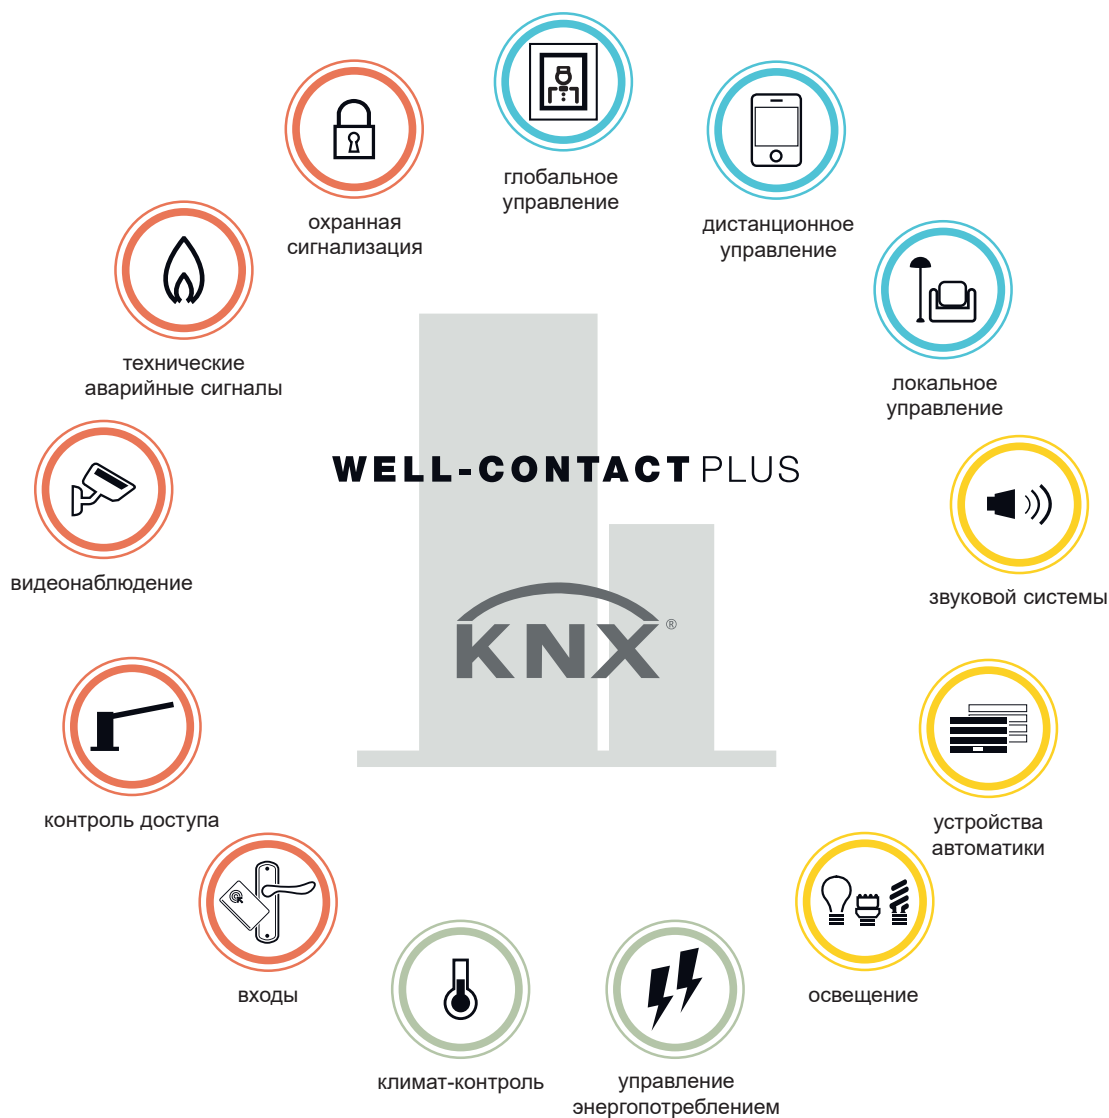 глобальное
управление
охранная
сигнализация
дистанционное
управление
технические
аварийные сигналы
локальное
управление
WELL-CONTACT PLUS
видеонаблюдение
звуковой системы
KNX®
контроль доступа
устройства
автоматики
входы
освещение
климат-контроль
управление
энергопотреблением